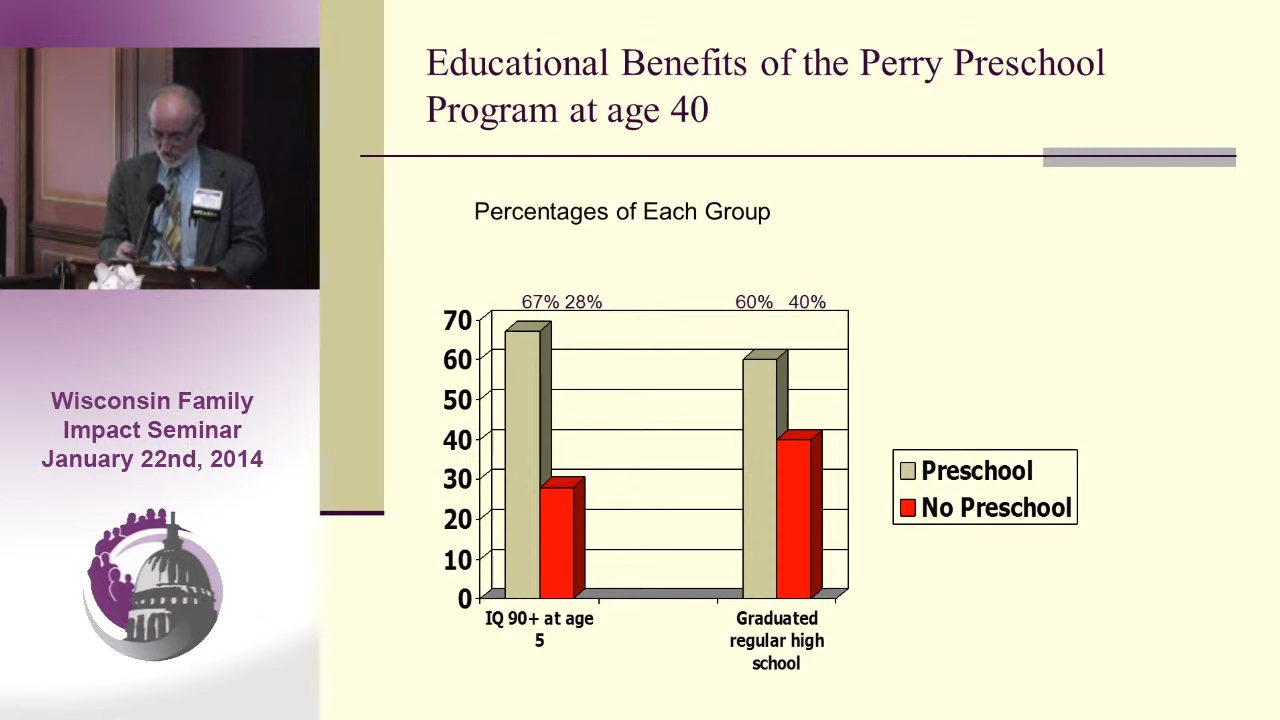 Educational Benefits of the Perry Preschool
Program at age 40
Percentages of Each Group
67% 28%
60% 40%
70
60
50
40
30
20
10
0
IQ 90+ at age
5
Graduated
regular high
school
Preschool
No Preschool
Wisconsin Family
Impact Seminar
January 22nd, 2014